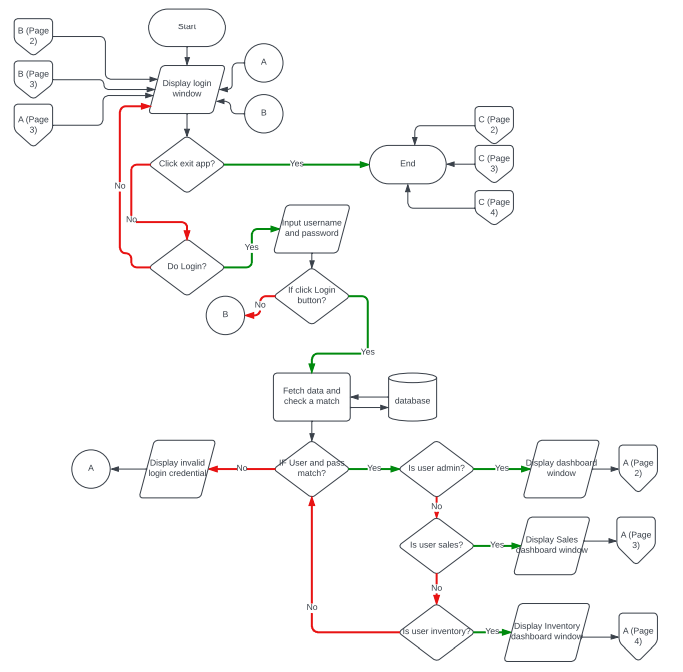 Start
B (Page
2)
B (Page
3)
A (Page
3)
Display login
window
A
B
Click exit app?
Yes
End
C (Page
2)
C (Page
3)
C (Page
4)
No
No
Do Login?
Yes
Input username
and password
If click Login
button?
No
B
Yes
Fetch data and
check a match
database
A
Display invalid
login credential
No
IF User and pass
match?
Yes
Is user admin?
Yes
Display dashboard
window
A (Page
2)
No
Is user sales?
Yes
Display Sales
dashboard window
A (Page
3)
No
No
Is user inventory?
Yes
Display Inventory
dashboard window
A (Page
4)